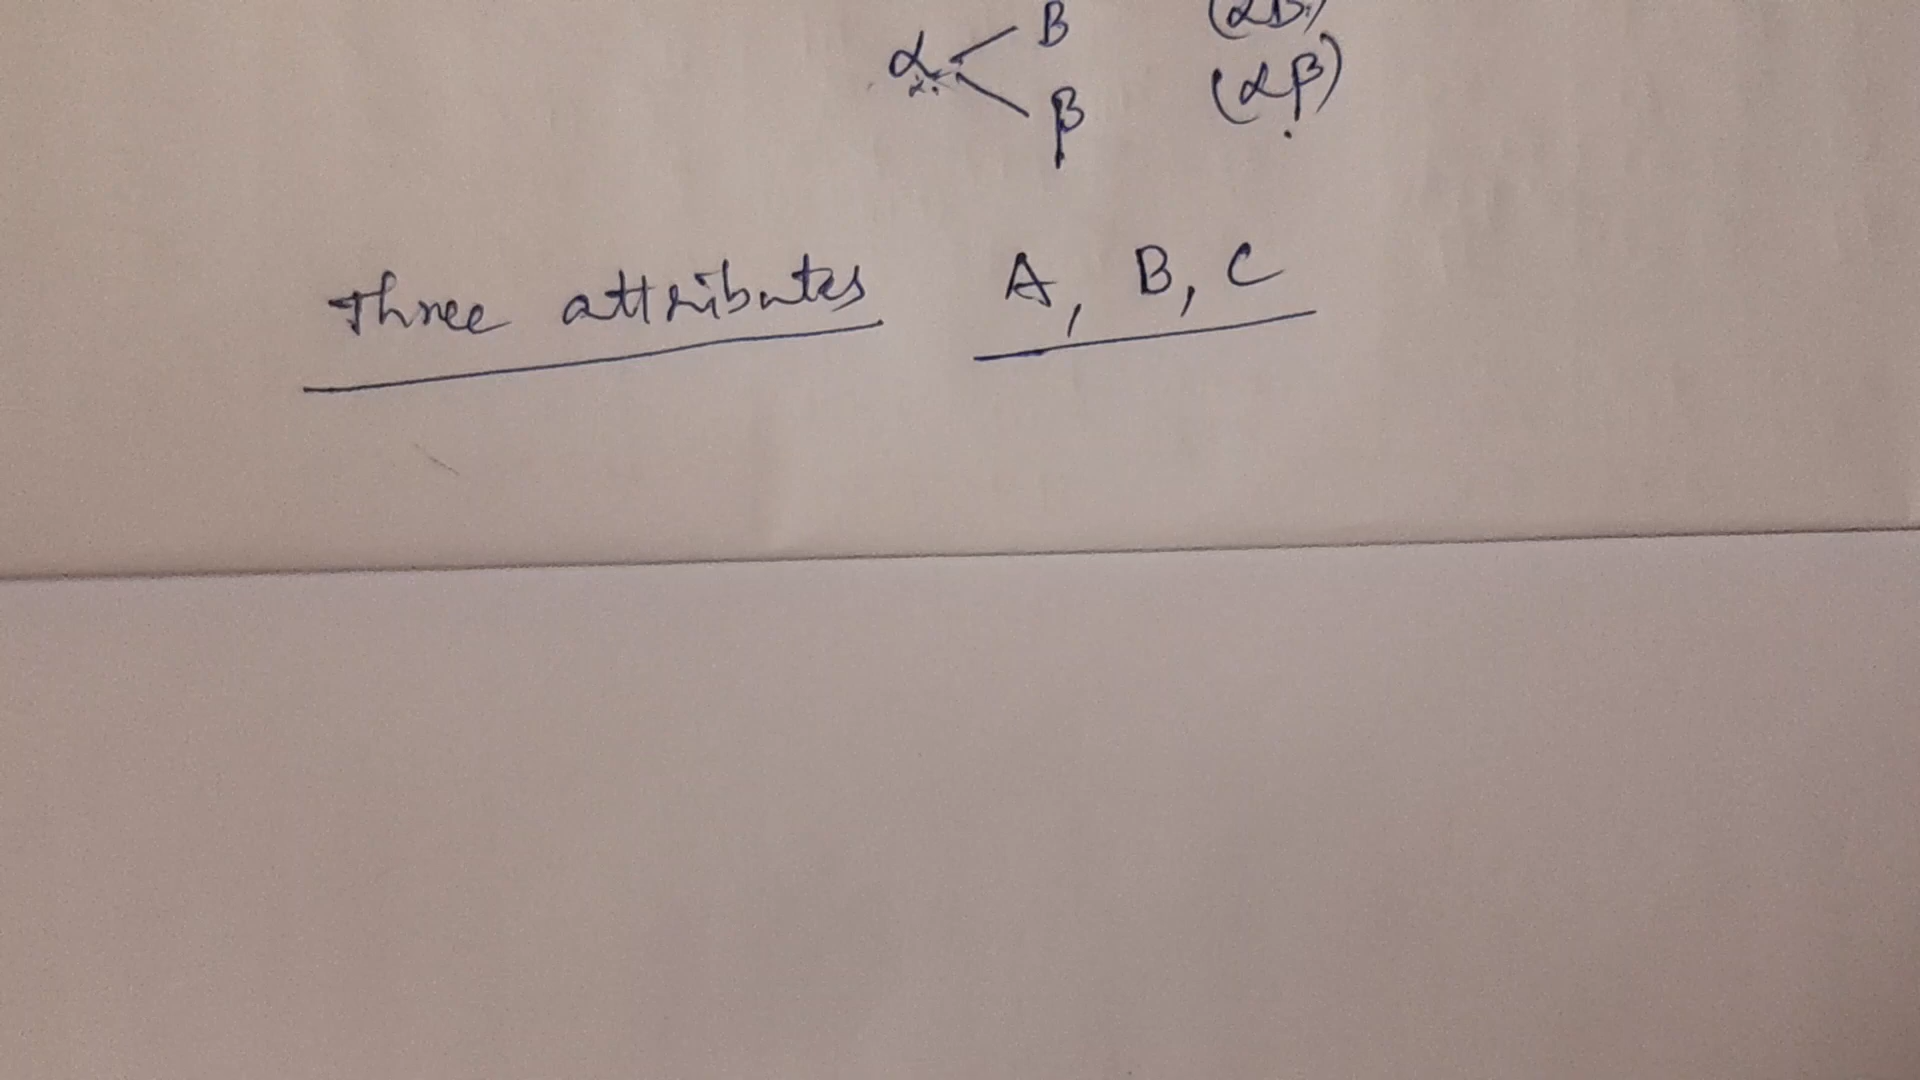 B (αB)
α
β (αβ)
Three attributes A, B, C